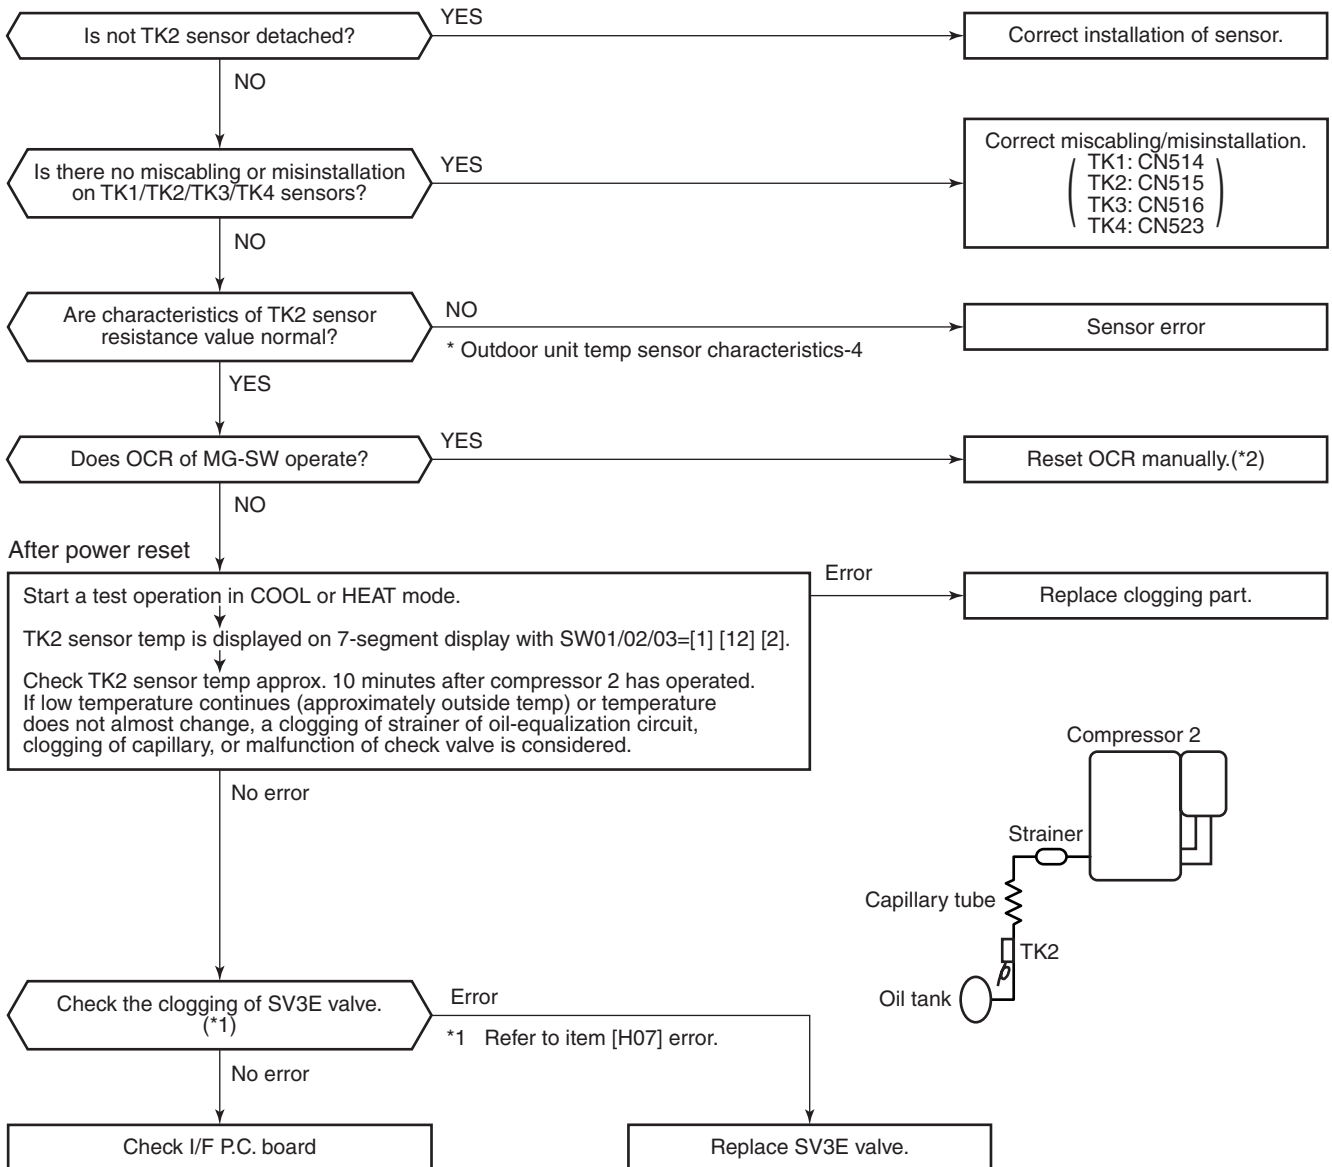 Is not TK2 sensor detached?
YES
Correct installation of sensor.
NO
Is there no miscabling or misinstallation
on TK1/TK2/TK3/TK4 sensors?
YES
Correct miscabling/misinstallation.
TK1: CN514
TK2: CN515
TK3: CN516
TK4: CN523
NO
Are characteristics of TK2 sensor
resistance value normal?
NO
* Outdoor unit temp sensor characteristics-4
Sensor error
YES
Does OCR of MG-SW operate?
YES
Reset OCR manually.(*2)
NO
After power reset
Start a test operation in COOL or HEAT mode.
TK2 sensor temp is displayed on 7-segment display with SW01/02/03=[1] [12] [2].
Check TK2 sensor temp approx. 10 minutes after compressor 2 has operated.
If low temperature continues (approximately outside temp) or temperature
does not almost change, a clogging of strainer of oil-equalization circuit,
clogging of capillary, or malfunction of check valve is considered.
Error
Replace clogging part.
No error
Compressor 2
Strainer
Capillary tube
TK2
Oil tank
Check the clogging of SV3E valve.
(*1)
Error
*1 Refer to item [H07] error.
No error
Check I/F P.C. board
Replace SV3E valve.